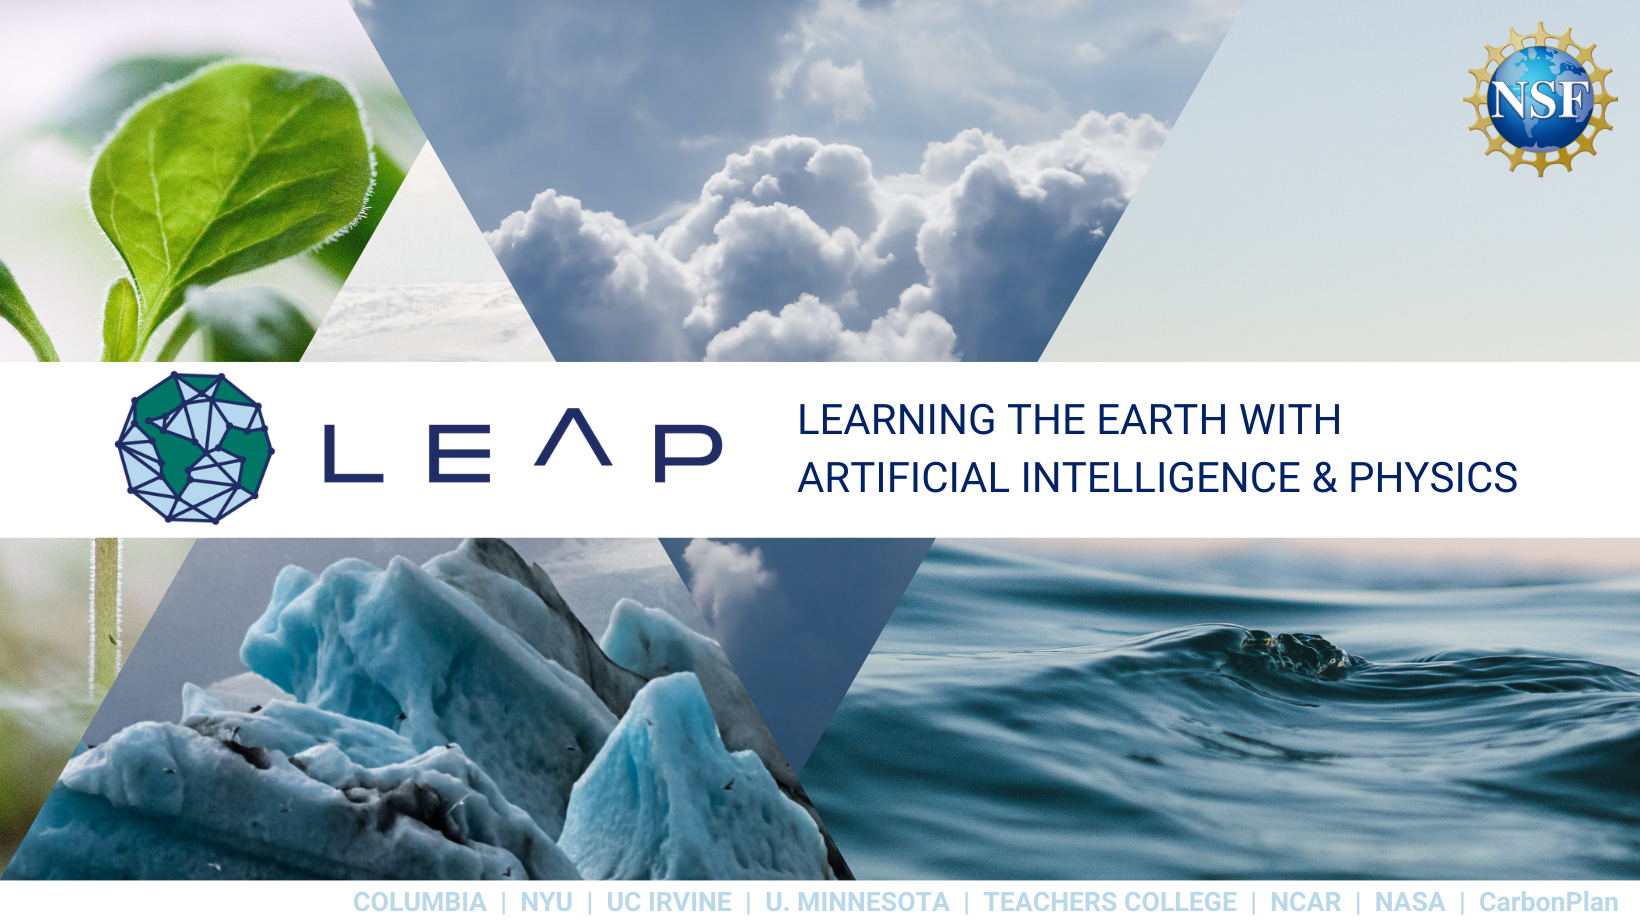 NSF
LEAP
LEARNING THE EARTH WITH
ARTIFICIAL INTELLIGENCE & PHYSICS
COLUMBIA | NYU | UC IRVINE | U. MINNESOTA | TEACHERS COLLEGE | NCAR | NASA | CarbonPlan